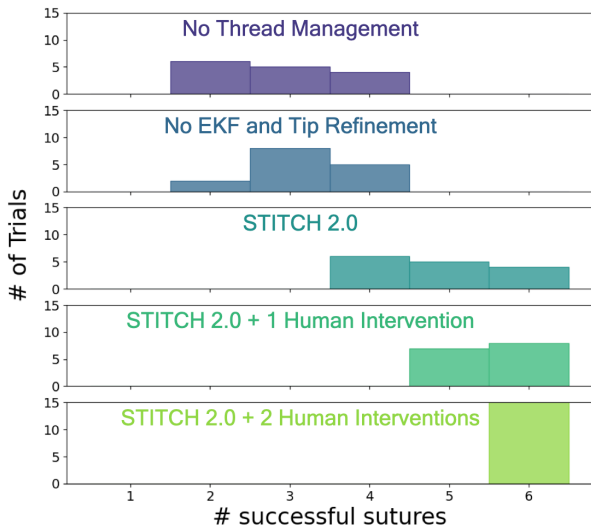 15
No Thread Management
10
5
0
15
No EKF and Tip Refinement
10
5
0
15
STITCH 2.0
10
5
0
15
STITCH 2.0 + 1 Human Intervention
10
5
0
15
STITCH 2.0 + 2 Human Interventions
10
5
0
# of Trials
1 2 3 4 5 6
# successful sutures